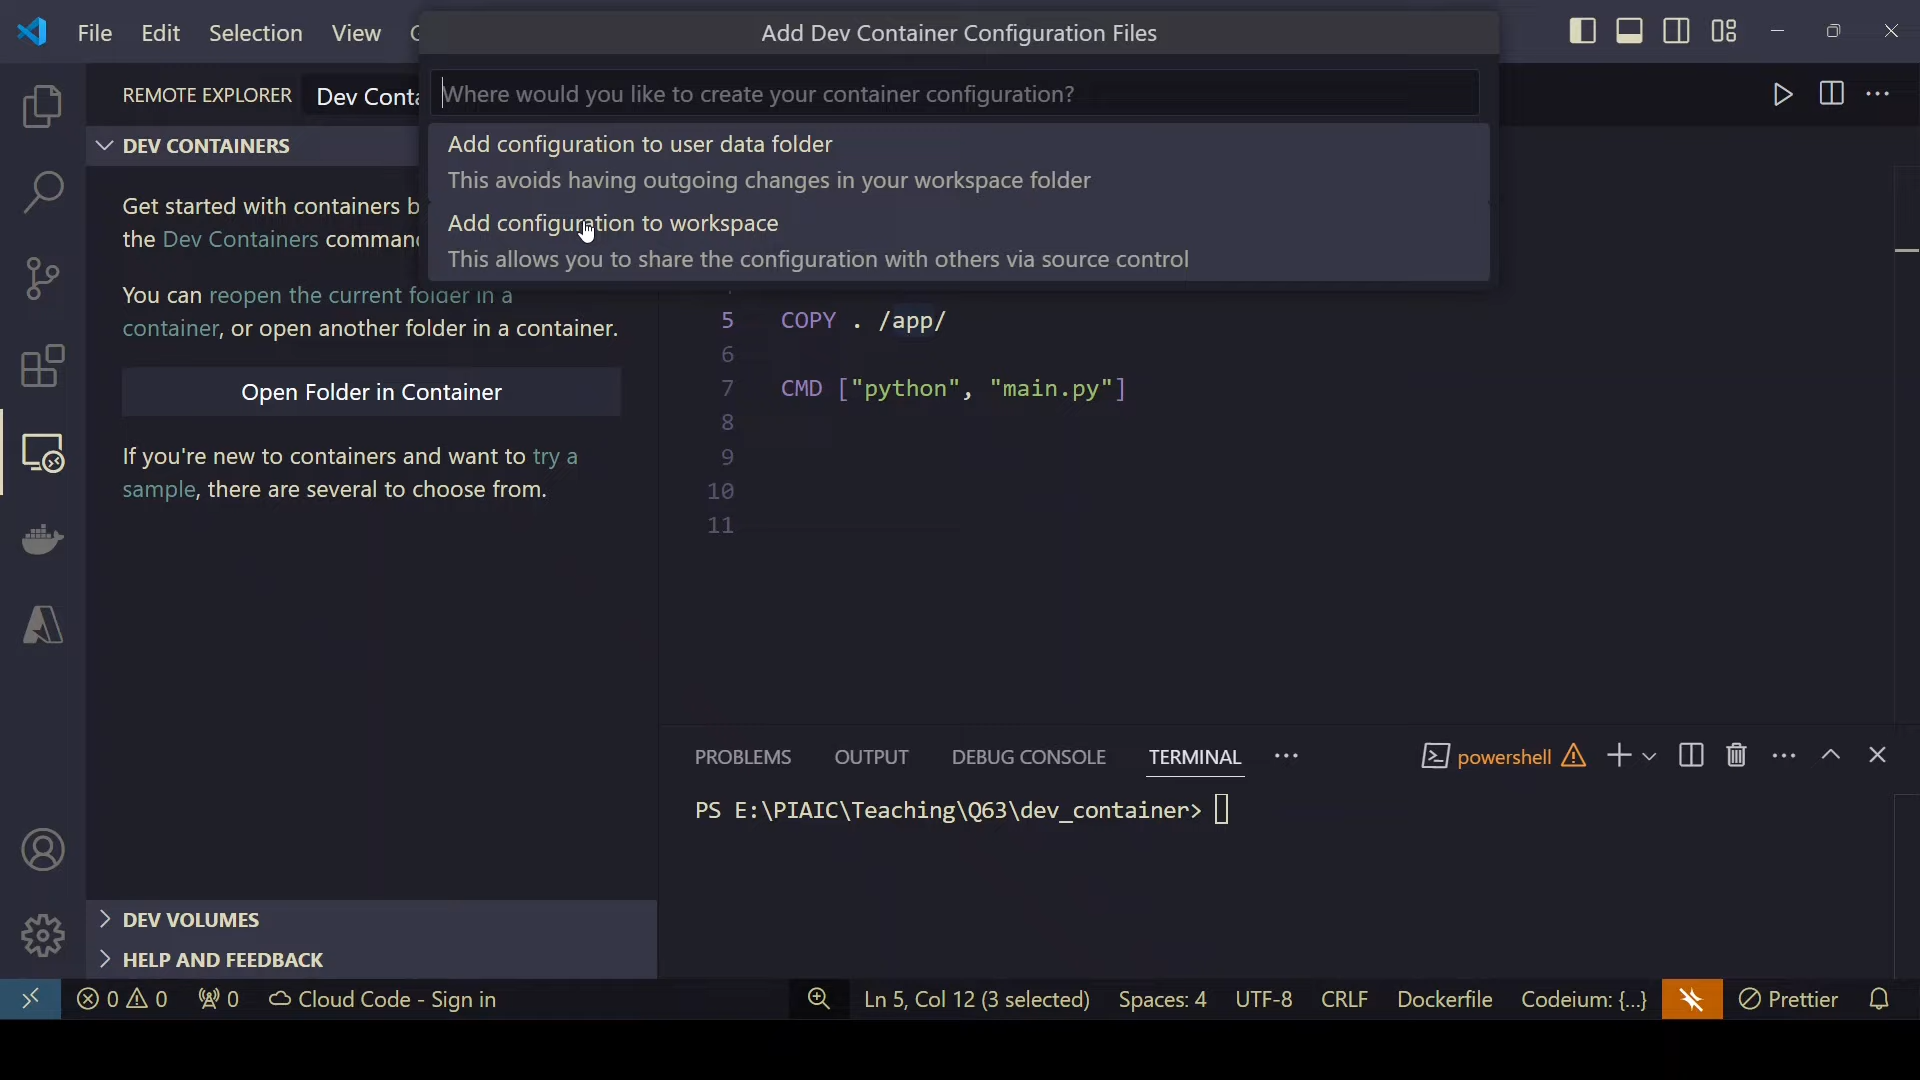 File Edit Selection View
Add Dev Container Configuration Files
REMOTE EXPLORER Dev Conta
Where would you like to create your container configuration?
DEV CONTAINERS
Add configuration to user data folder
This avoids having outgoing changes in your workspace folder
Add configuration to workspace
This allows you to share the configuration with others via source control
Get started with containers b
the Dev Containers comman
You can reopen the current folder in a
container, or open another folder in a container.
Open Folder in Container
If you're new to containers and want to try a
sample, there are several to choose from.
5 COPY . /app/
6
7 CMD ["python", "main.py"]
8
9
10
11
PROBLEMS OUTPUT DEBUG CONSOLE TERMINAL powershell
PS E:\PIAIC\Teaching\Q63\dev_container>
DEV VOLUMES
HELP AND FEEDBACK
0 0 0 Cloud Code - Sign in Ln 5, Col 12 (3 selected) Spaces: 4 UTF-8 CRLF Dockerfile Codeium: {...} Prettier